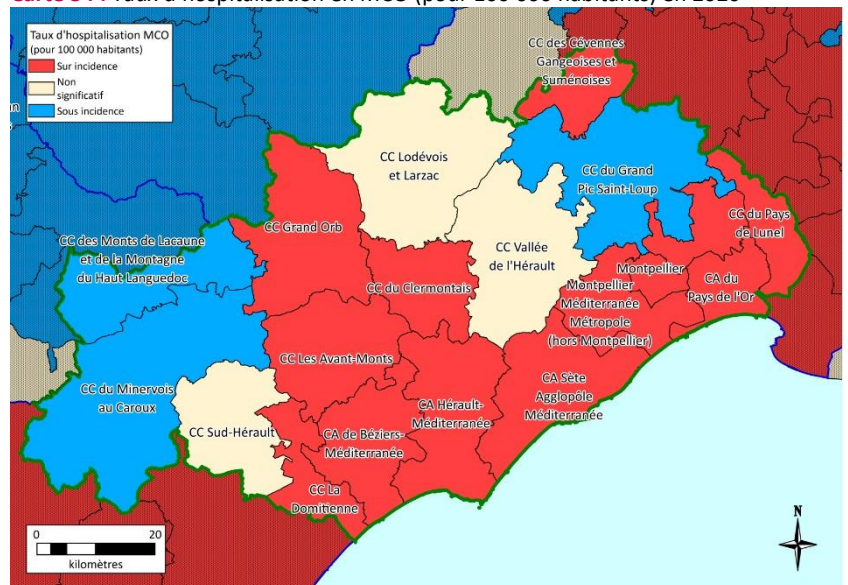 Taux d'hospitalisation MCO
(pour 100 000 habitants)
Sur incidence
Non
significatif
Sous incidence
CC des Cévennes
Gangeoises et
Suménoises
CC Lodévois
et Larzac
CC du Grand
Pic Saint-Loup
CC Grand Orb
CC du Pays
de Lunel
CC des Monts de Lacaune
et de la Montagne
du Haut Languedoc
CC Vallée
de l'Hérault
CC du Clermontais
Montpellier
Montpellier
Méditerranée
Métropole
(hors Montpellier)
CA du
Pays de l'Or
CC Les Avant-Monts
CC du Minervois
au Caroux
CA Sète
Agglopôle
Méditerranée
CA Hérault-
Méditerranée
CC Sud-Hérault
CA de Béziers-
Méditerranée
CC La
Domitienne
0 20
kilomètres
N